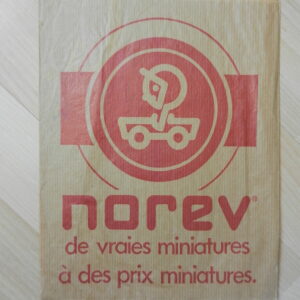 norev®
de vraies miniatures
à des prix miniatures.